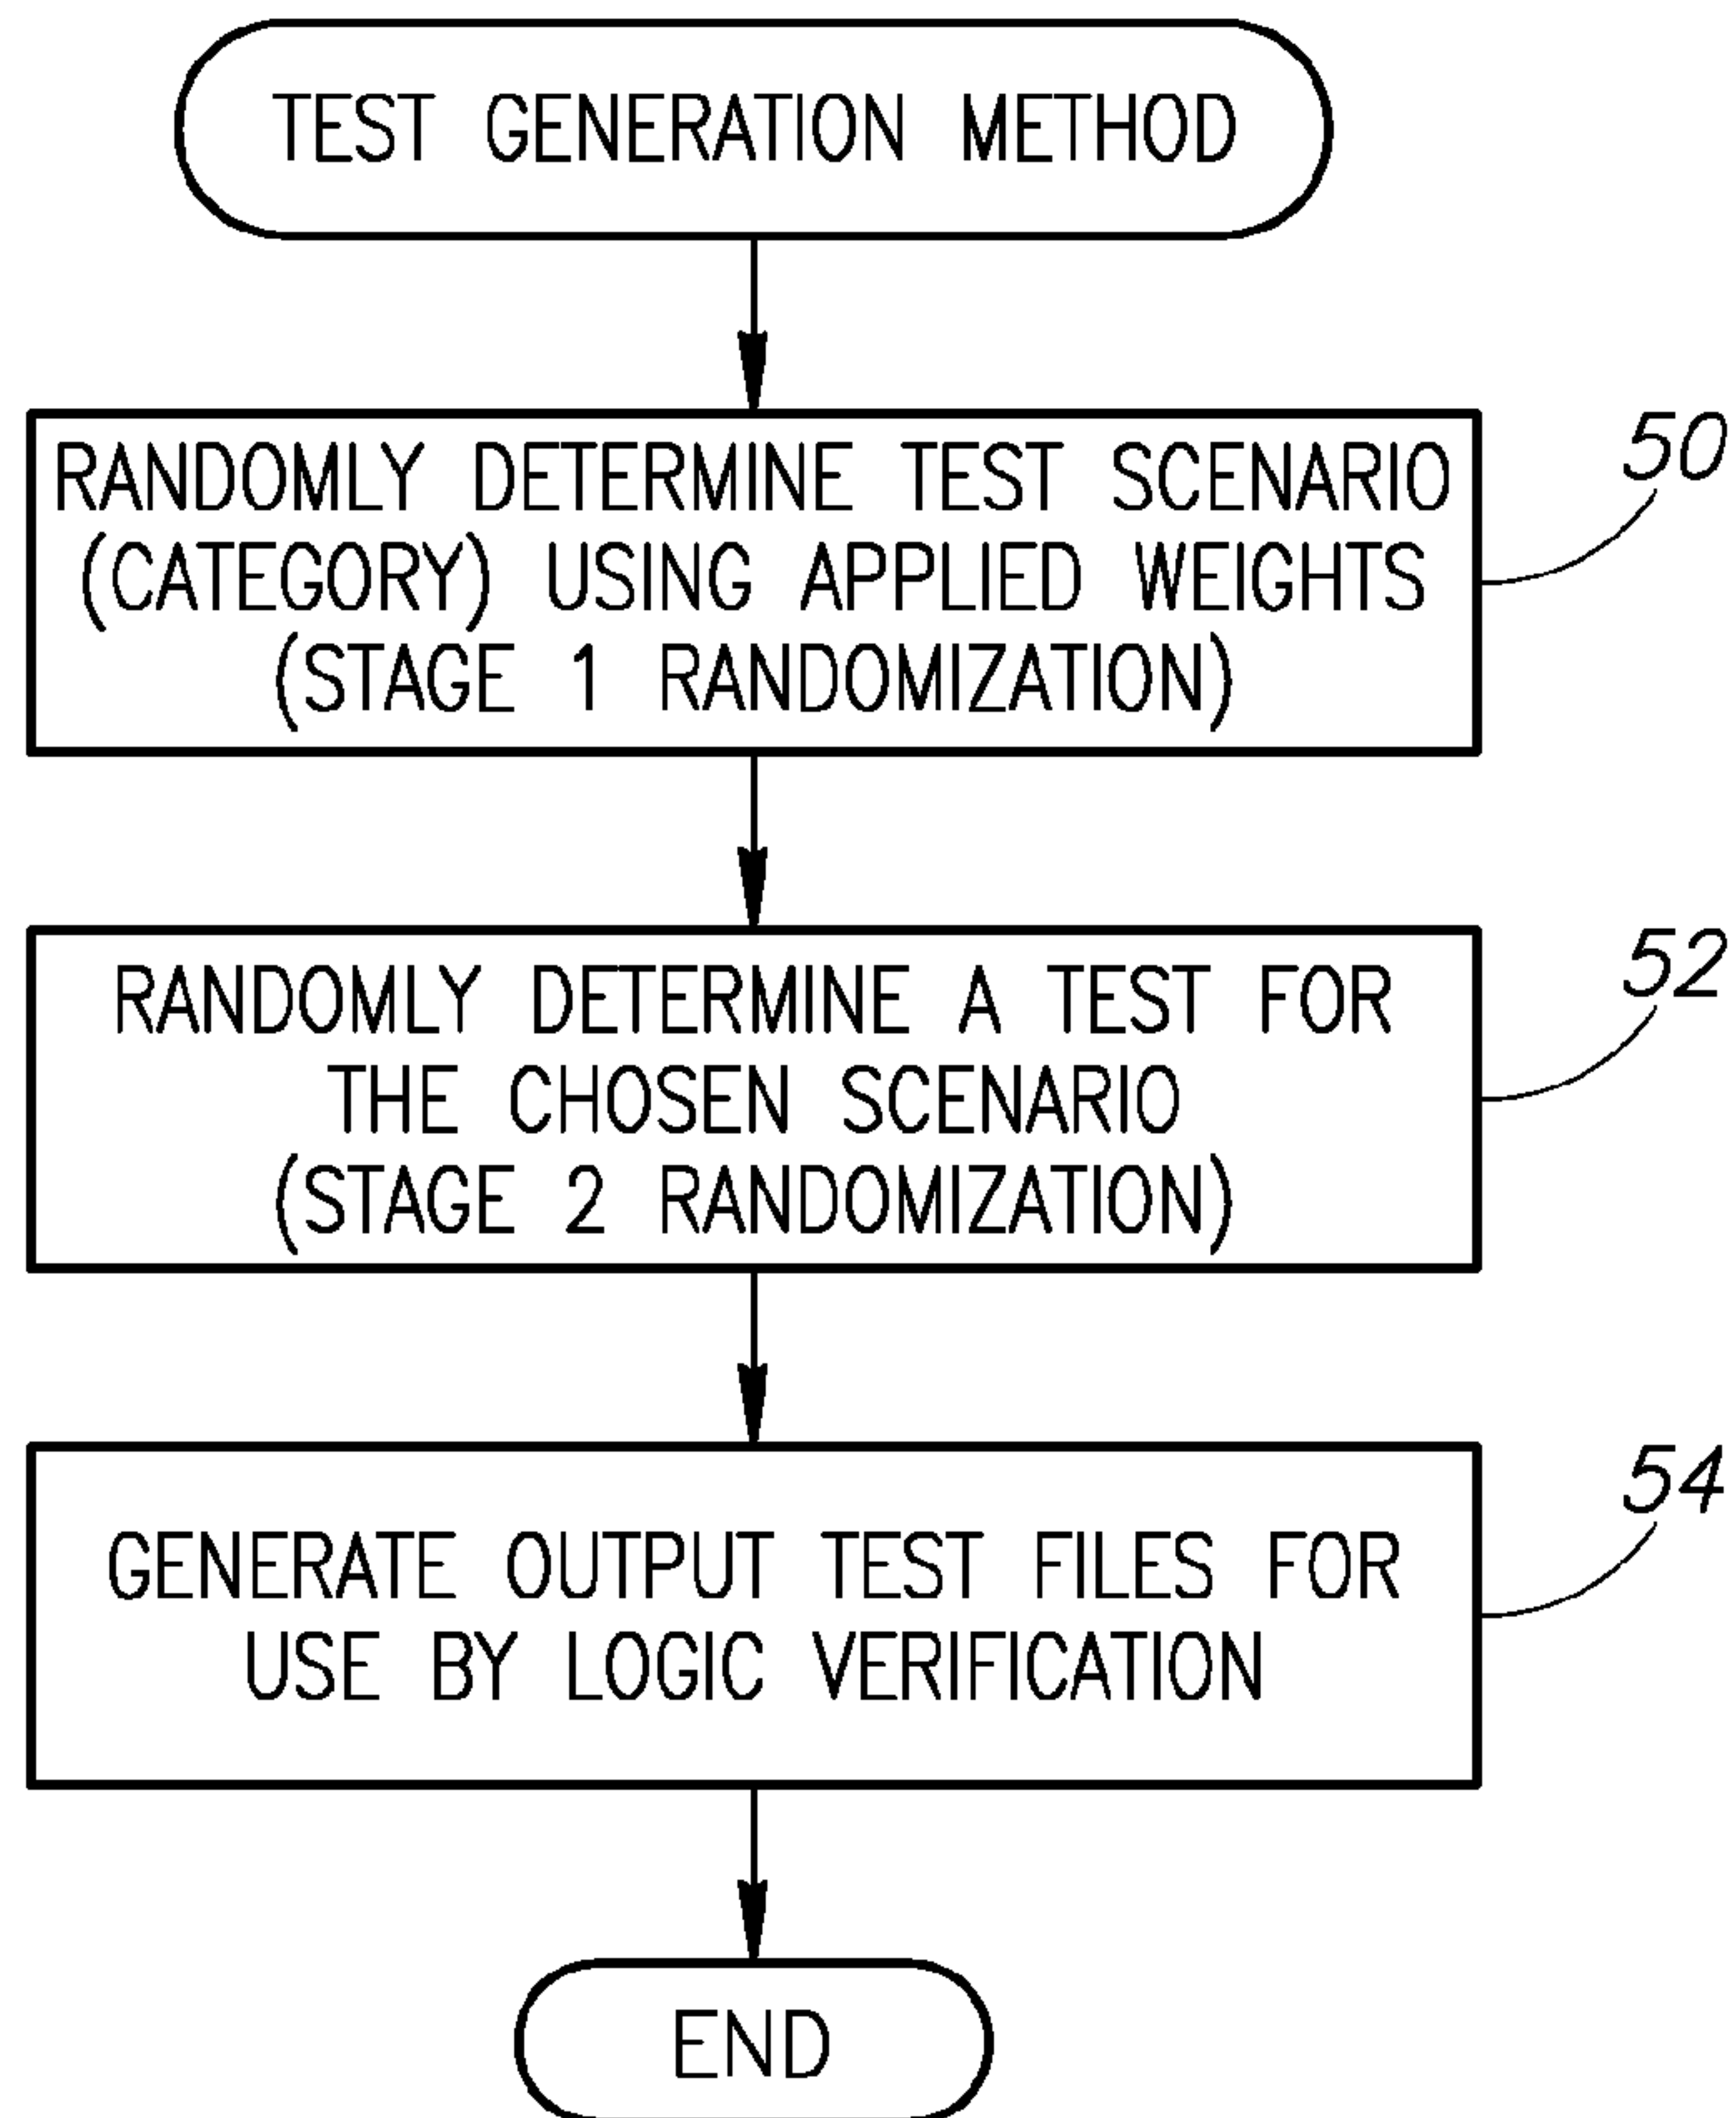 TEST GENERATION METHOD
RANDOMLY DETERMINE TEST SCENARIO
(CATEGORY) USING APPLIED WEIGHTS
(STAGE 1 RANDOMIZATION)
50
RANDOMLY DETERMINE A TEST FOR
THE CHOSEN SCENARIO
(STAGE 2 RANDOMIZATION)
52
GENERATE OUTPUT TEST FILES FOR
USE BY LOGIC VERIFICATION
54
END